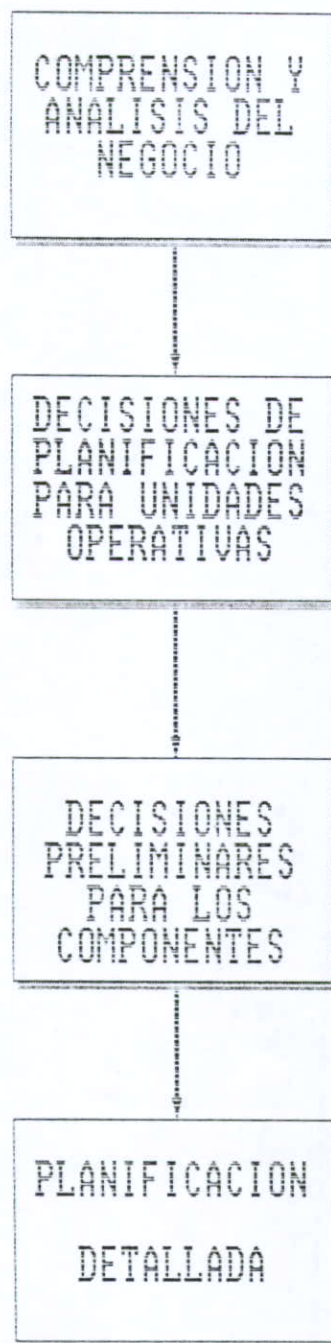 COMPRENSION Y
ANALISIS DEL
NEGOCIO
DECISIONES DE
PLANIFICACION
PARA UNIDADES
OPERATIVAS
DECISIONES
PRELIMINARES
PARA LOS
COMPONENTES
PLANIFICACION
DETALLADA